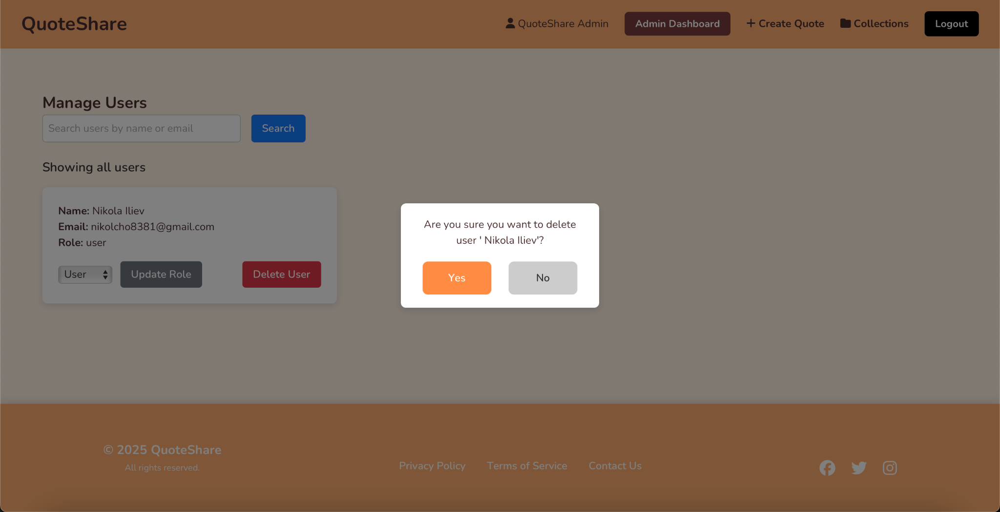 QuoteShare
QuoteShare Admin
Admin Dashboard
Create Quote
Collections
Logout
Manage Users
Search users by name or email
Search
Showing all users
Name: Nikola Iliev
Email: nikolcho8381@gmail.com
Role: user
User
Update Role
Delete User
Are you sure you want to delete
user ' Nikola Iliev'?
Yes
No
© 2025 QuoteShare
All rights reserved.
Privacy Policy
Terms of Service
Contact Us